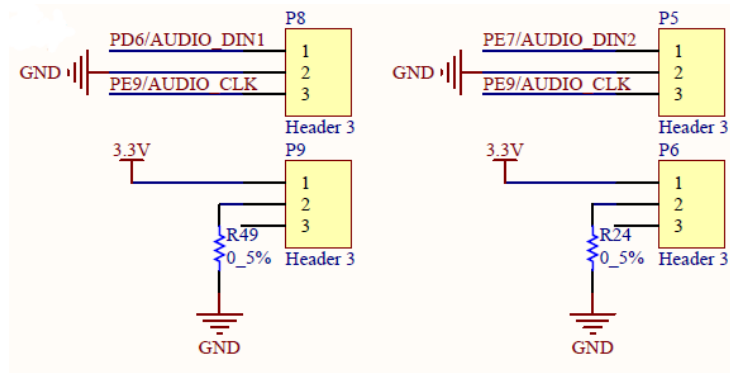 P8
PD6/AUDIO_DIN1
1
GND
2
PE9/AUDIO_CLK
3
Header 3
P9
3.3V
1
2
3
R49
0_5%
Header 3
GND
P5
PE7/AUDIO_DIN2
1
GND
2
PE9/AUDIO_CLK
3
Header 3
P6
3.3V
1
2
3
R24
0_5%
Header 3
GND